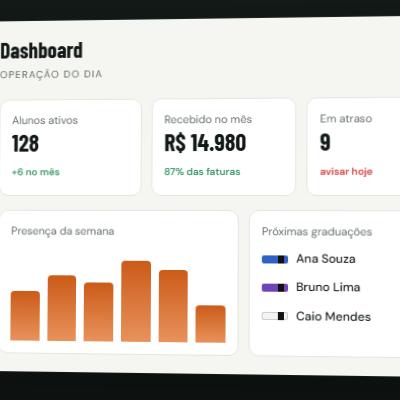 Dashboard
OPERAÇÃO DO DIA
Alunos ativos
128
+6 no mês
Recebido no mês
R$ 14.980
87% das faturas
Em atraso
9
avisar hoje
Presença da semana
Próximas graduações
Ana Souza
Bruno Lima
Caio Mendes